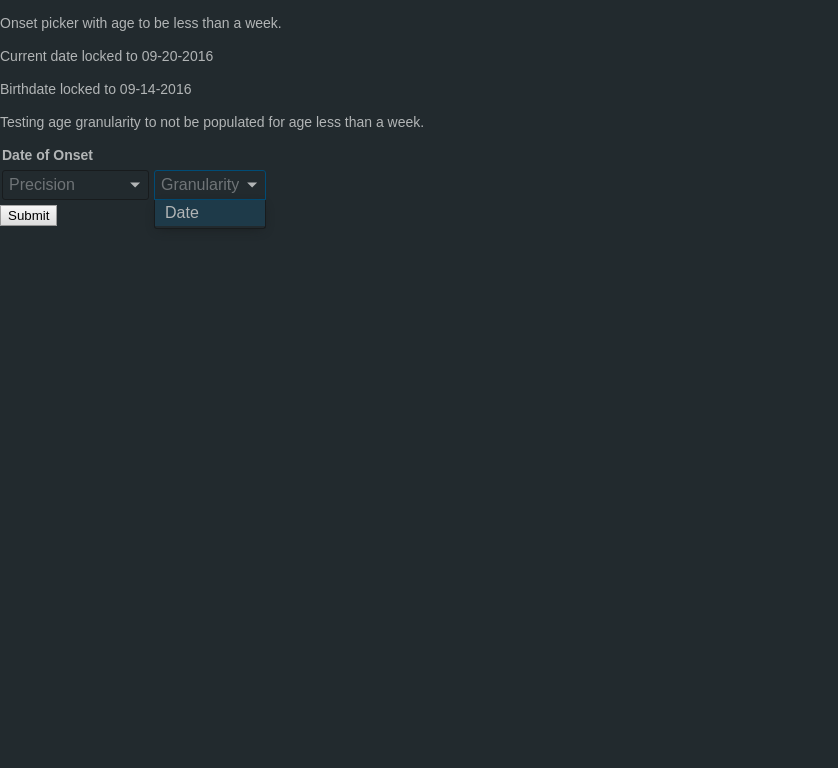 Onset picker with age to be less than a week.
Current date locked to 09-20-2016
Birthdate locked to 09-14-2016
Testing age granularity to not be populated for age less than a week.
Date of Onset
Precision Granularity
Date
Submit